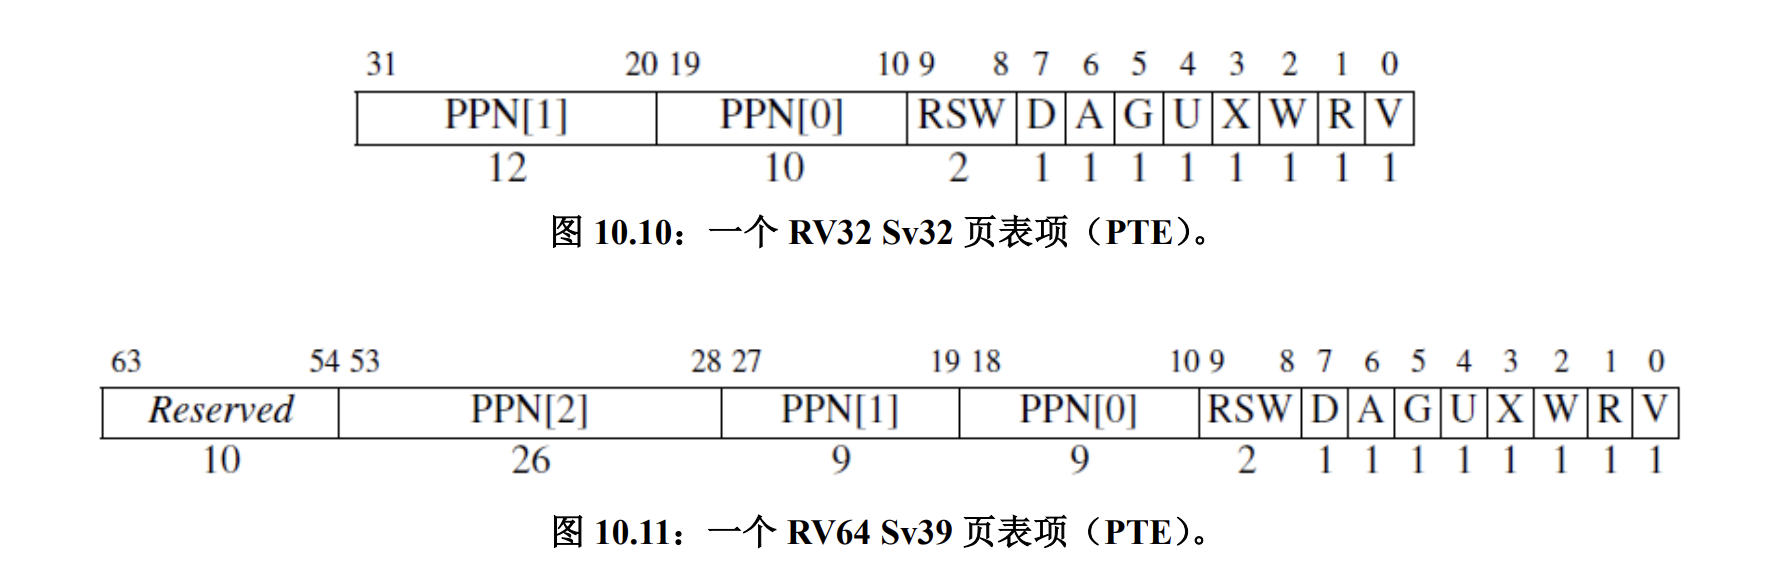 31 20 19 10 9 8 7 6 5 4 3 2 1 0
PPN[1] PPN[0] RSW D A G U X W R V
12 10 2 1 1 1 1 1 1 1 1
图 10.10：一个 RV32 Sv32 页表项（PTE）。
63 54 53 28 27 19 18 10 9 8 7 6 5 4 3 2 1 0
Reserved PPN[2] PPN[1] PPN[0] RSW D A G U X W R V
10 26 9 9 2 1 1 1 1 1 1 1 1
图 10.11：一个 RV64 Sv39 页表项（PTE）。